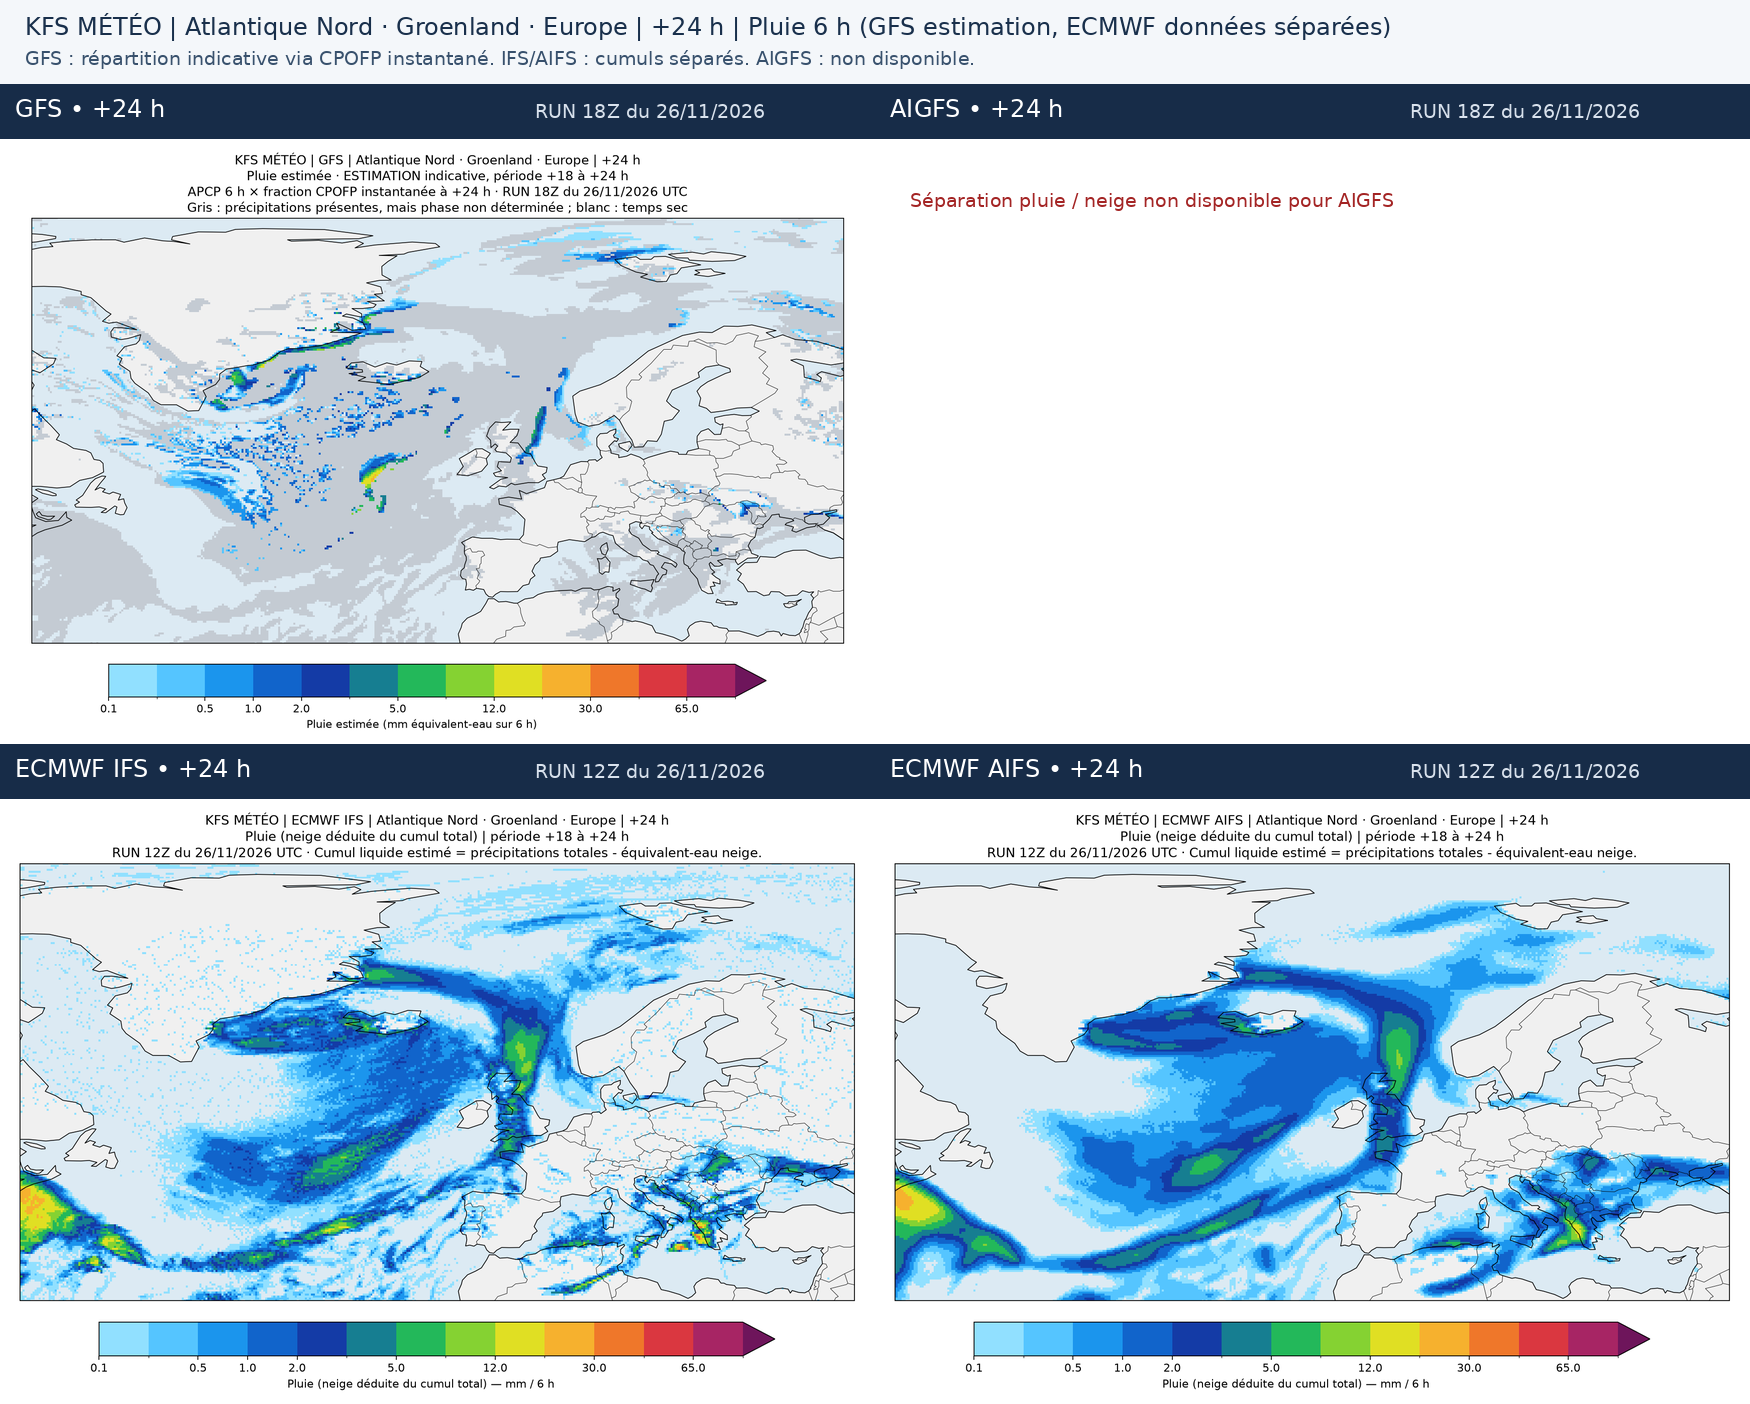 KFS MÉTÉO | Atlantique Nord · Groenland · Europe | +24 h | Pluie 6 h (GFS estimation, ECMWF données séparées)
GFS : répartition indicative via CPOFP instantané. IFS/AIFS : cumuls séparés. AIGFS : non disponible.
GFS • +24 h
RUN 18Z du 26/11/2026
AIGFS • +24 h
RUN 18Z du 26/11/2026
KFS MÉTÉO | GFS | Atlantique Nord · Groenland · Europe | +24 h
Pluie estimée · ESTIMATION indicative, période +18 à +24 h
APCP 6 h × fraction CPOFP instantanée à +24 h · RUN 18Z du 26/11/2026 UTC
Gris : précipitations présentes, mais phase non déterminée ; blanc : temps sec
Séparation pluie / neige non disponible pour AIGFS
0.1 0.5 1.0 2.0 5.0 12.0 30.0 65.0
Pluie estimée (mm équivalent-eau sur 6 h)
ECMWF IFS • +24 h
RUN 12Z du 26/11/2026
ECMWF AIFS • +24 h
RUN 12Z du 26/11/2026
KFS MÉTÉO | ECMWF IFS | Atlantique Nord · Groenland · Europe | +24 h
Pluie (neige déduite du cumul total) | période +18 à +24 h
RUN 12Z du 26/11/2026 UTC · Cumul liquide estimé = précipitations totales - équivalent-eau neige.
KFS MÉTÉO | ECMWF AIFS | Atlantique Nord · Groenland · Europe | +24 h
Pluie (neige déduite du cumul total) | période +18 à +24 h
RUN 12Z du 26/11/2026 UTC · Cumul liquide estimé = précipitations totales - équivalent-eau neige.
0.1 0.5 1.0 2.0 5.0 12.0 30.0 65.0
Pluie (neige déduite du cumul total) — mm / 6 h
0.1 0.5 1.0 2.0 5.0 12.0 30.0 65.0
Pluie (neige déduite du cumul total) — mm / 6 h